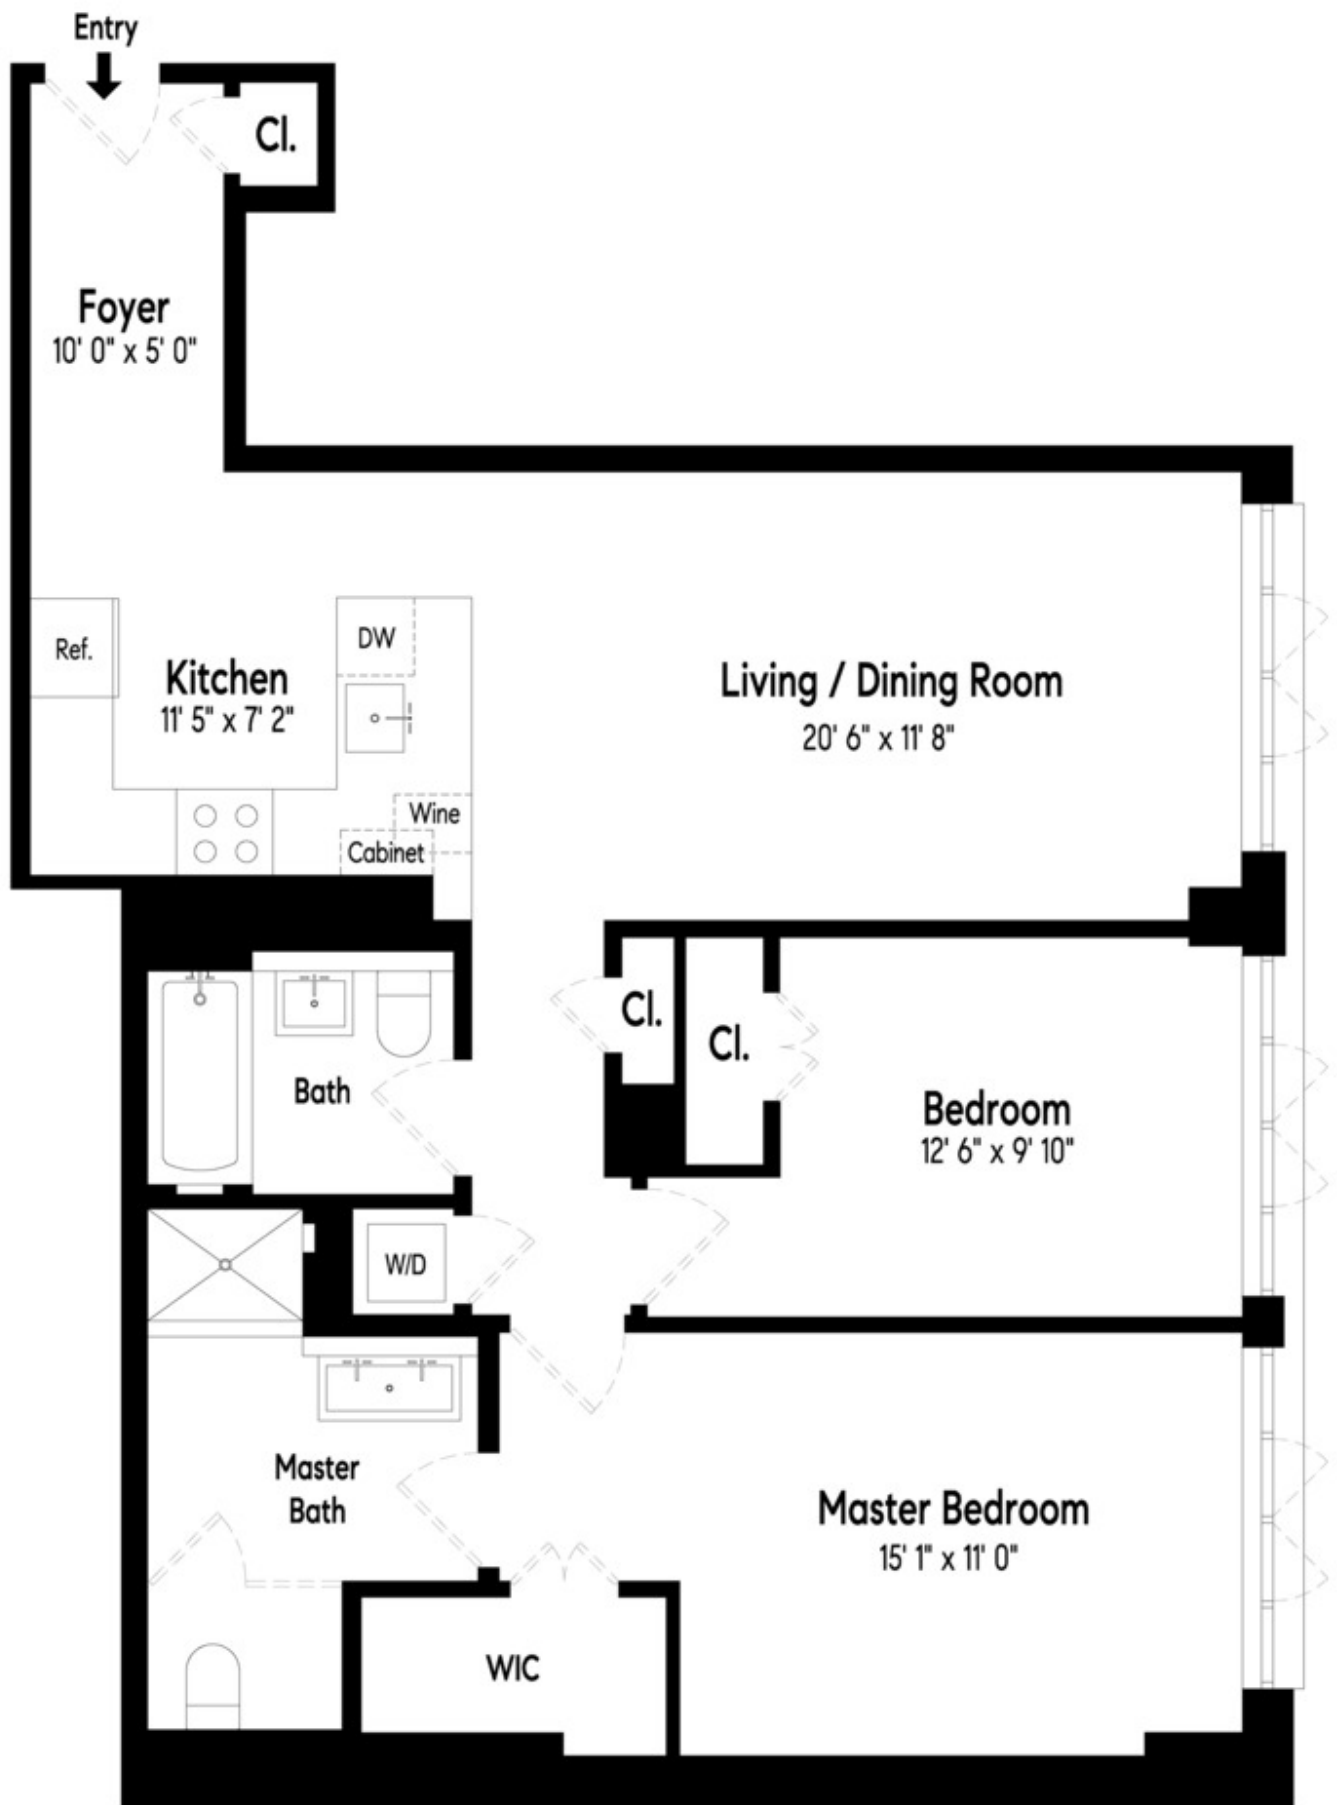 Entry
Cl.
Foyer
10' 0" x 5' 0"
Ref.
DW
Kitchen
11' 5" x 7' 2"
Living / Dining Room
20' 6" x 11' 8"
Wine
Cabinet
Cl.
Cl.
Bath
Bedroom
12' 6" x 9' 10"
W/D
Master
Bath
Master Bedroom
15' 1" x 11' 0"
WIC